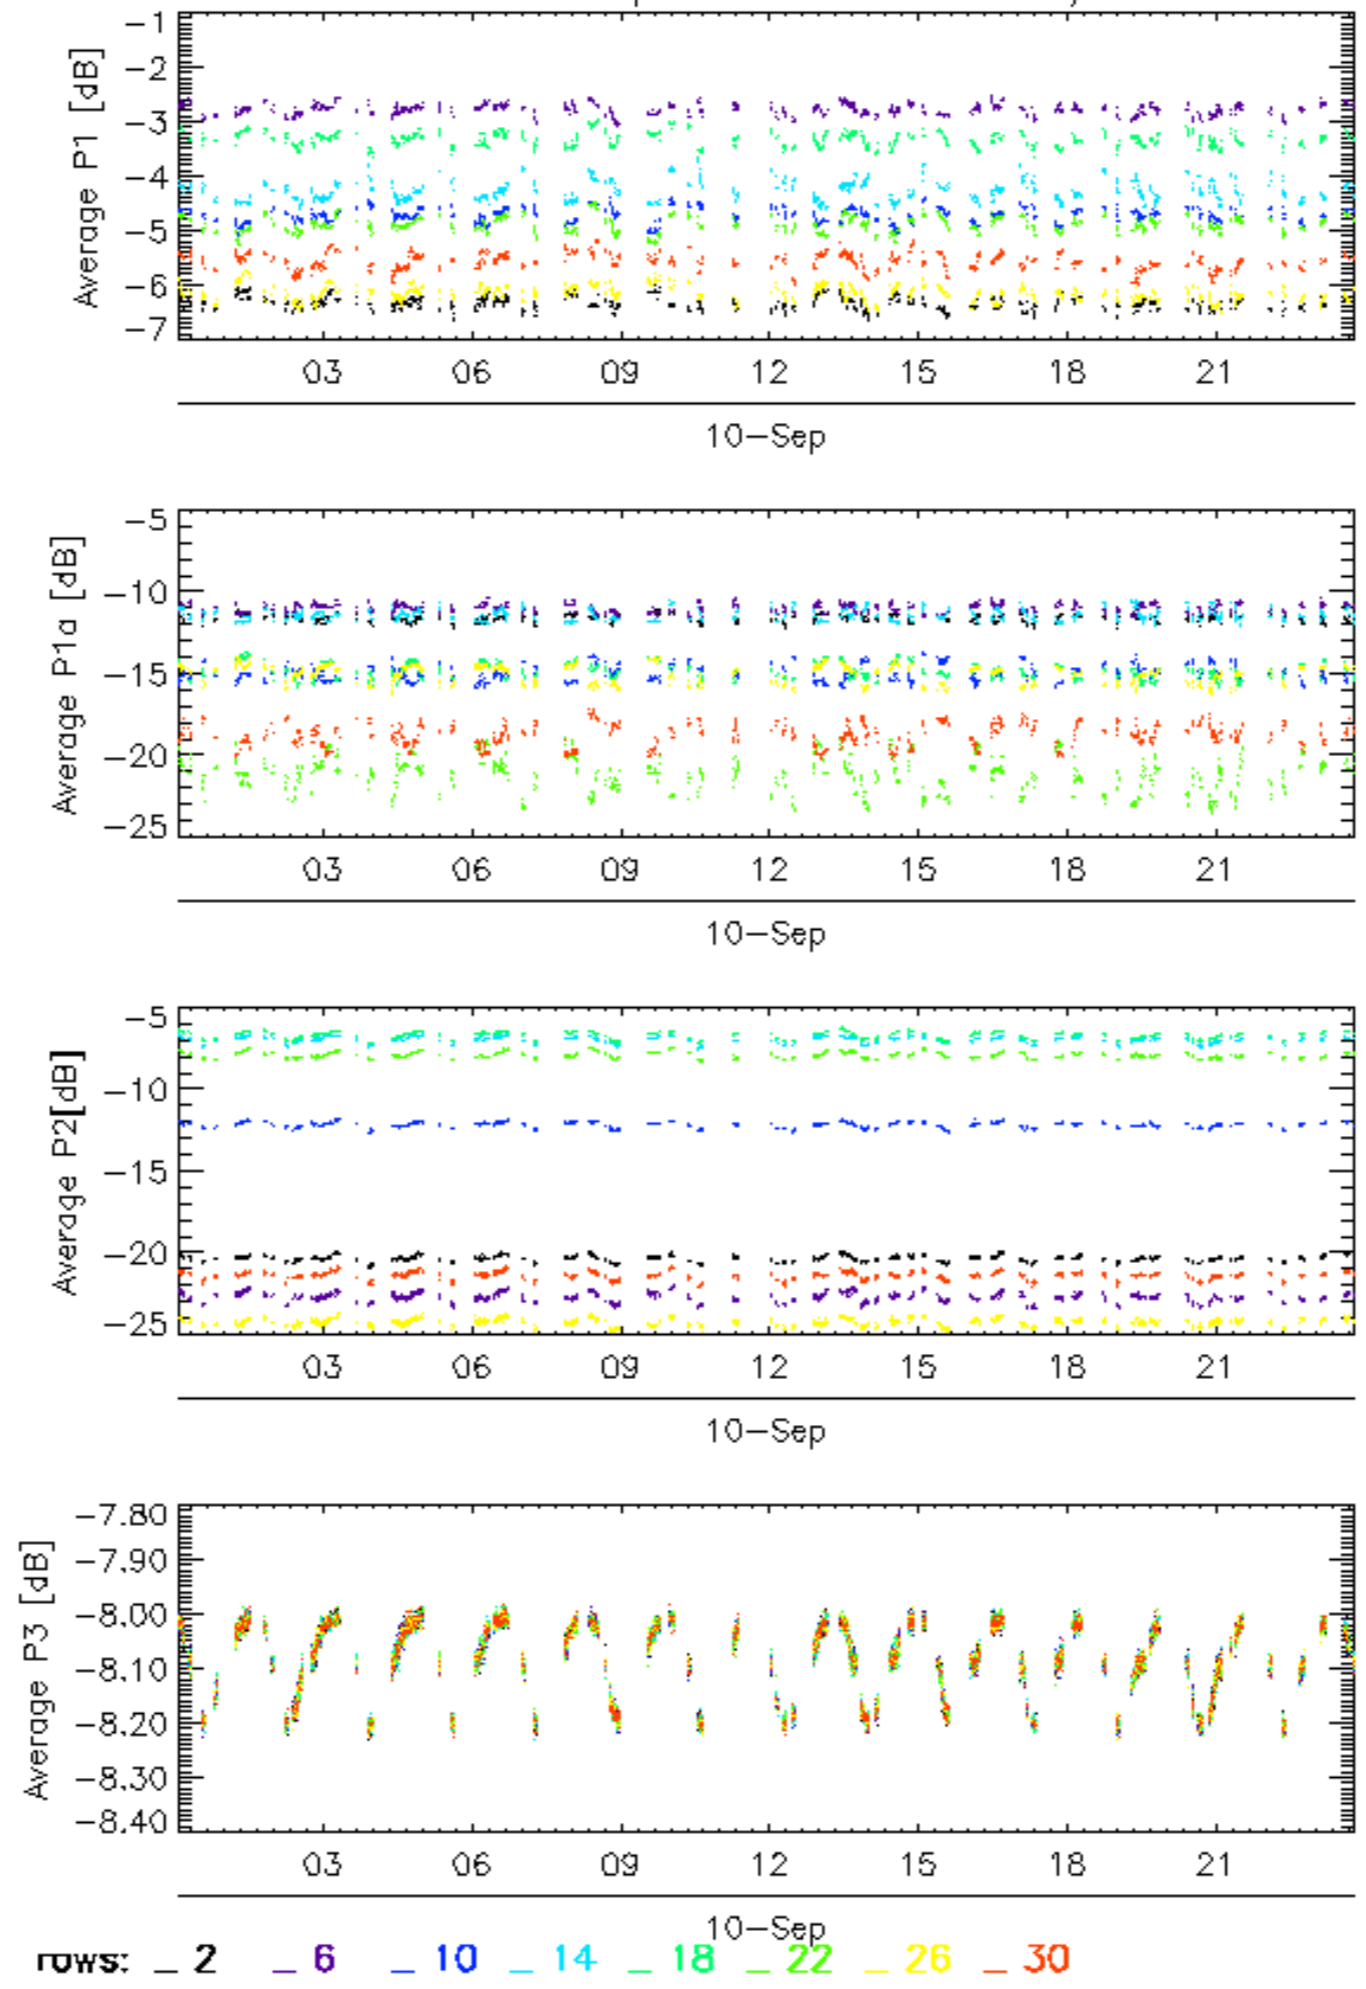 Average P1 [dB]
-1
-2
-3
-4
-5
-6
-7
03 06 09 12 15 18 21
10-Sep
Average P1a [dB]
-5
-10
-15
-20
-25
03 06 09 12 15 18 21
10-Sep
Average P2[dB]
-5
-10
-15
-20
-25
03 06 09 12 15 18 21
10-Sep
Average P3 [dB]
-7.80
-7.90
-8.00
-8.10
-8.20
-8.30
-8.40
03 06 09 12 15 18 21
10-Sep
rows: _ 2 _ 6 _ 10 _ 14 _ 18 _ 22 _ 26 _ 30